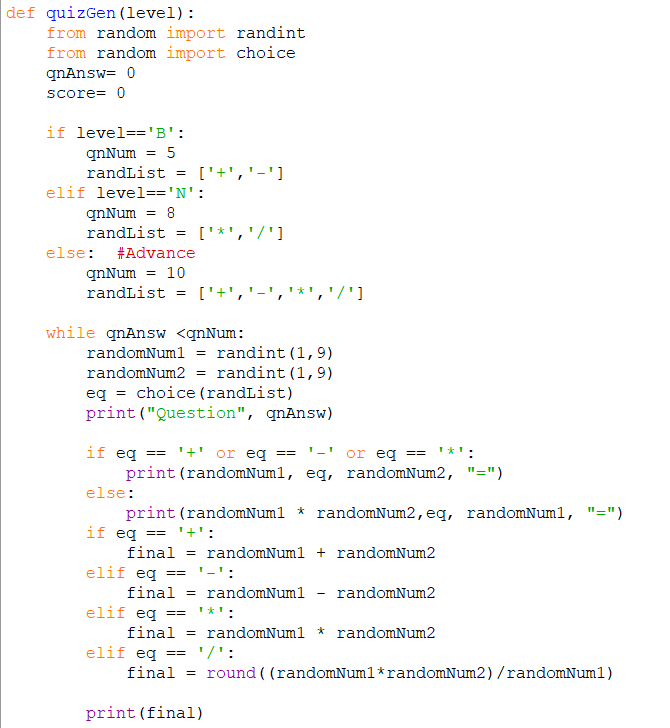 def quizGen(level):
    from random import randint
    from random import choice
    qnAnsw= 0
    score= 0

    if level=='B':
        qnNum = 5
        randList = ['+','-']
    elif level=='N':
        qnNum = 8
        randList = ['*','/']
    else:  #Advance
        qnNum = 10
        randList = ['+','-','*','/']

    while qnAnsw <qnNum:
        randomNum1 = randint(1,9)
        randomNum2 = randint(1,9)
        eq = choice(randList)
        print("Question", qnAnsw)

        if eq == '+' or eq == '-' or eq == '*':
            print(randomNum1, eq, randomNum2, "=")
        else:
            print(randomNum1 * randomNum2,eq, randomNum1, "=")
        if eq == '+':
            final = randomNum1 + randomNum2
        elif eq == '-':
            final = randomNum1 - randomNum2
        elif eq == '*':
            final = randomNum1 * randomNum2
        elif eq == '/':
            final = round((randomNum1*randomNum2)/randomNum1)

        print(final)